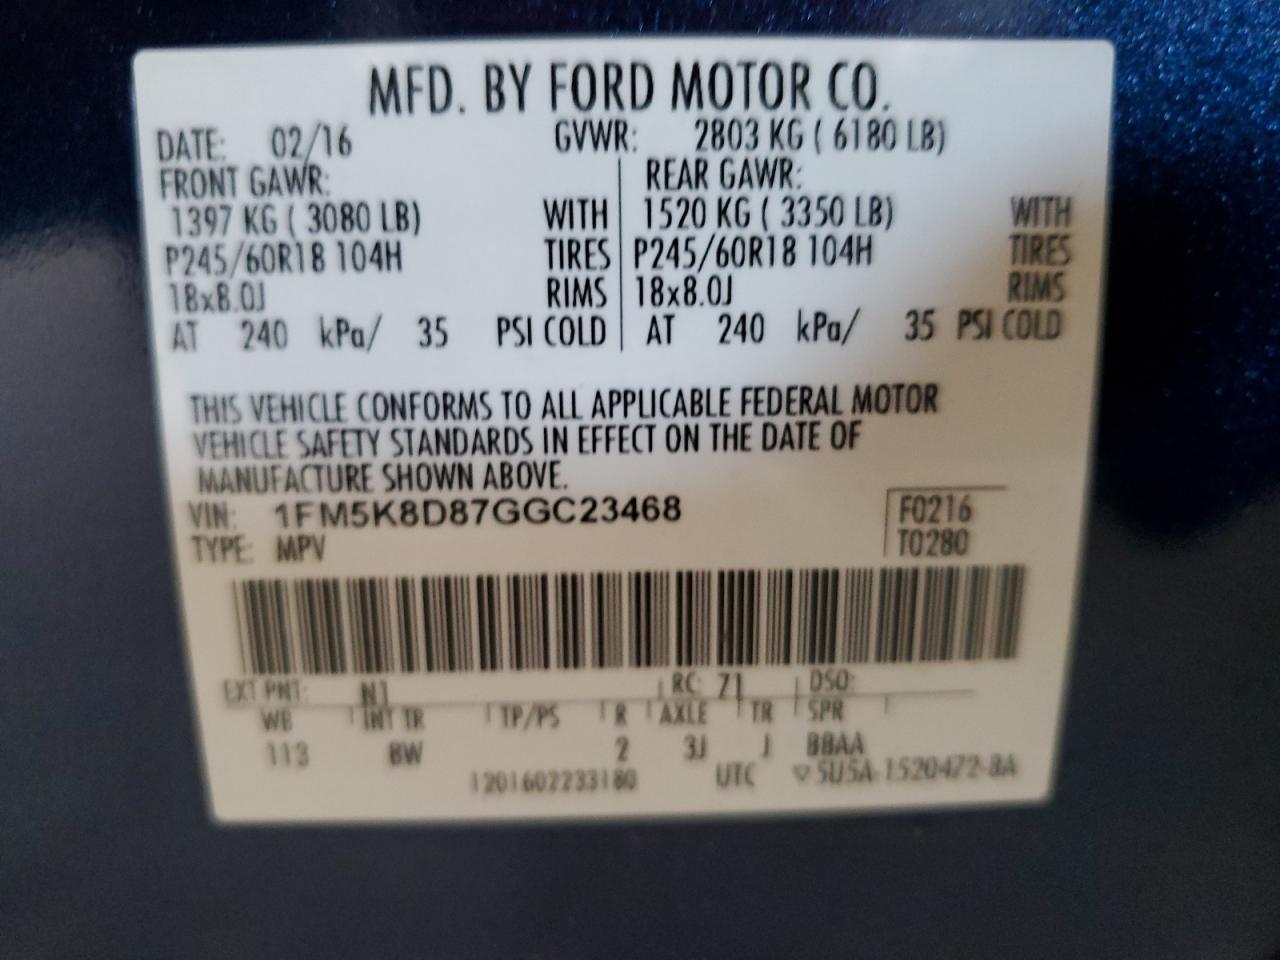 MFD. BY FORD MOTOR CO.
DATE: 02/16 GVWR: 2803 KG ( 6180 LB)
FRONT GAWR: REAR GAWR:
1397 KG ( 3080 LB) WITH 1520 KG ( 3350 LB) WITH
P245/60R18 104H TIRES P245/60R18 104H TIRES
18x8.0J RIMS 18x8.0J RIMS
AT 240 kPa/ 35 PSI COLD AT 240 kPa/ 35 PSI COLD
THIS VEHICLE CONFORMS TO ALL APPLICABLE FEDERAL MOTOR
VEHICLE SAFETY STANDARDS IN EFFECT ON THE DATE OF
MANUFACTURE SHOWN ABOVE.
VIN: 1FM5K8D87GGC23468 F0216
TYPE: MPV T0280
EXT PNT: N1 RC: 71 DSO:
WB INT TR TP/PS R AXLE TR SPR
113 BW 2 3J J BBAA
1201602233180 UTC ▽5U5A-1520472-BA